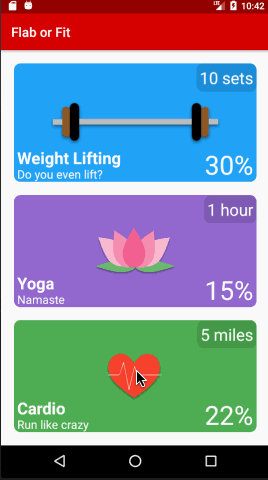 10:42
Flab or Fit
10 sets
Weight Lifting
Do you even lift?
30%
1 hour
Yoga
Namaste
15%
5 miles
Cardio
Run like crazy
22%